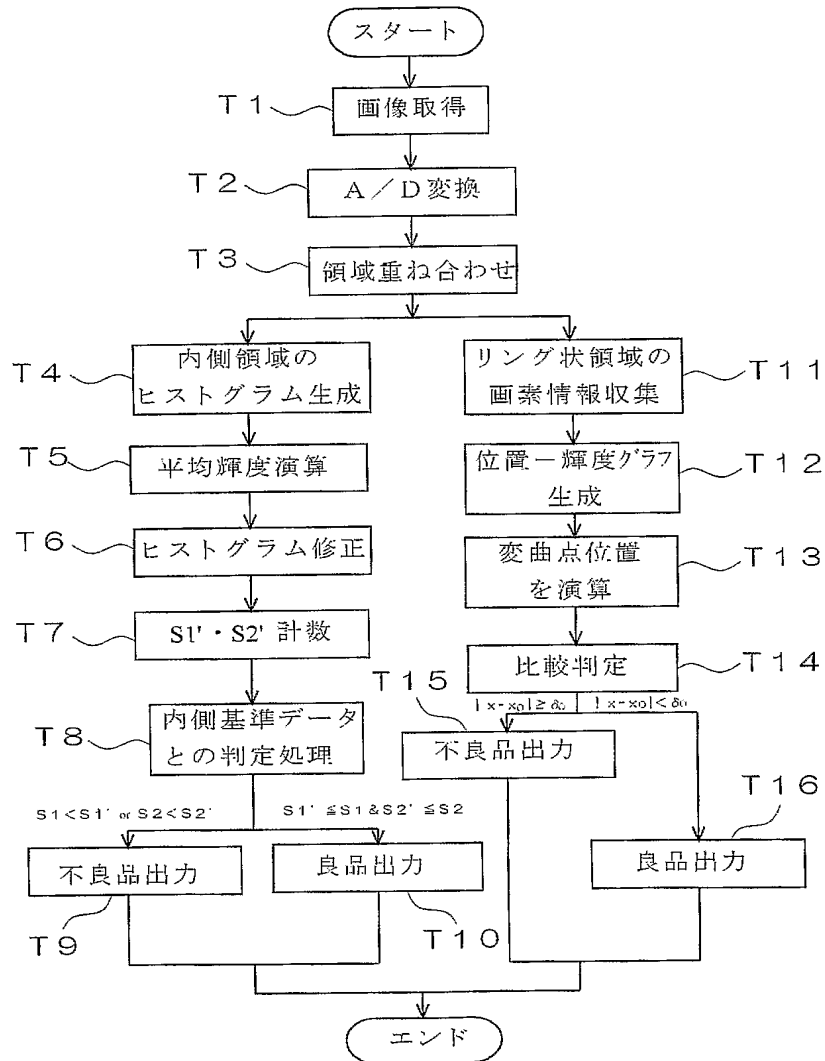 スタート
T1
画像取得
T2
A/D変換
T3
領域重ね合わせ
T4
内側領域の
ヒストグラム生成
T5
平均輝度演算
T6
ヒストグラム修正
T7
S1'・S2' 計数
T8
内側基準データ
との判定処理
S1<S1' or S2<S2'
S1' ≦S1&S2' ≦S2
不良品出力
T9
良品出力
T10
リング状領域の
画素情報収集
T11
位置-輝度グラフ
生成
T12
変曲点位置
を演算
T13
比較判定
T14
|x-x0|≧δ0
|x-x0|<δ0
T15
不良品出力
T16
良品出力
エンド